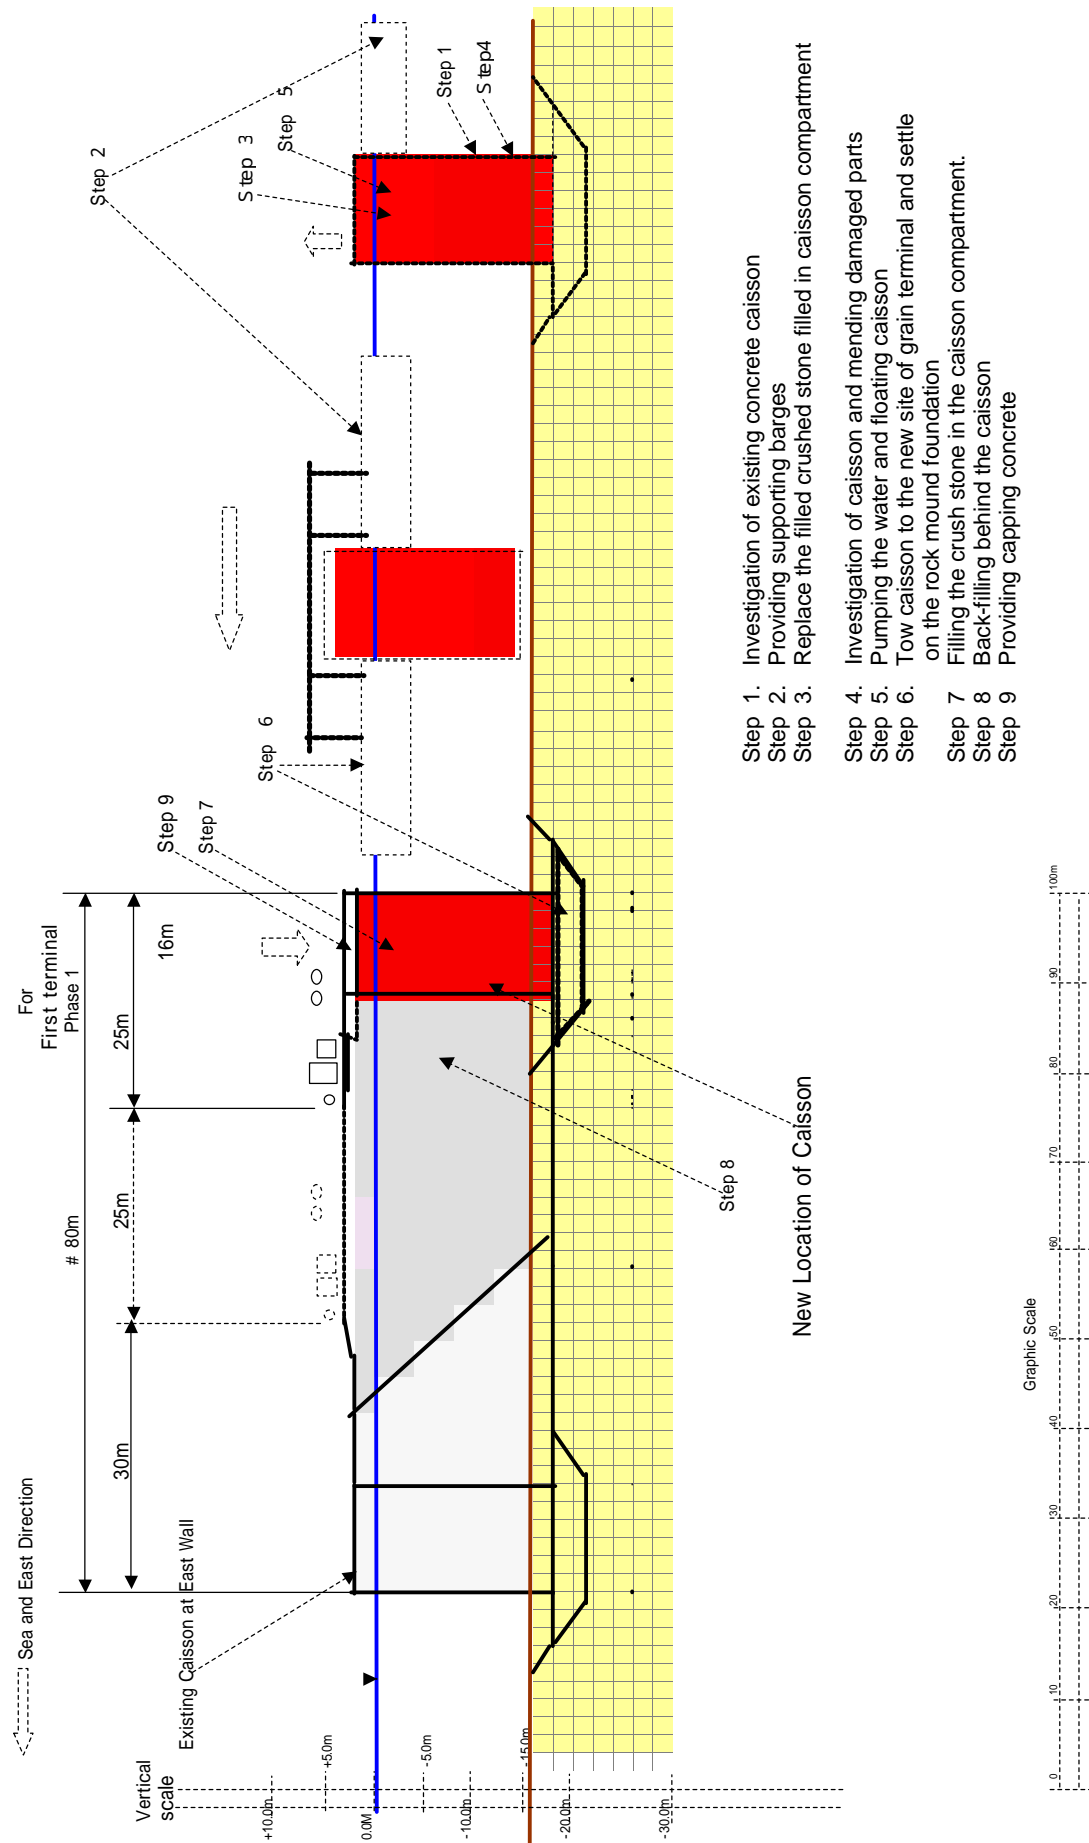 Sea and East Direction
For
First terminal
Phase 1
# 80m
30m
25m
25m
16m
Step 9
Step 7
Step 6
Step 2
Step 3
Step 5
Step 1
Step4
Existing Caisson at East Wall
Step 8
New Location of Caisson
Vertical
scale
+10.0m
+5.0m
0.0M
-5.0m
-10.0m
-15.0m
-20.0m
-30.0m
Step 1. Investigation of existing concrete caisson
Step 2. Providing supporting barges
Step 3. Replace the filled crushed stone filled in caisson compartment
Step 4. Investigation of caisson and mending damaged parts
Step 5. Pumping the water and floating caisson
Step 6. Tow caisson to the new site of grain terminal and settle
on the rock mound foundation
Step 7 Filling the crush stone in the caisson compartment.
Step 8 Back-filling behind the caisson
Step 9 Providing capping concrete
Graphic Scale
0 10 20 30 40 50 60 70 80 90 100m